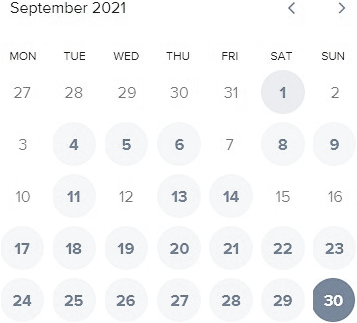 September 2021 < >
MON TUE WED THU FRI SAT SUN
27 28 29 30 31 1 2
3 4 5 6 7 8 9
10 11 12 13 14 15 16
17 18 19 20 21 22 23
24 25 26 27 28 29 30